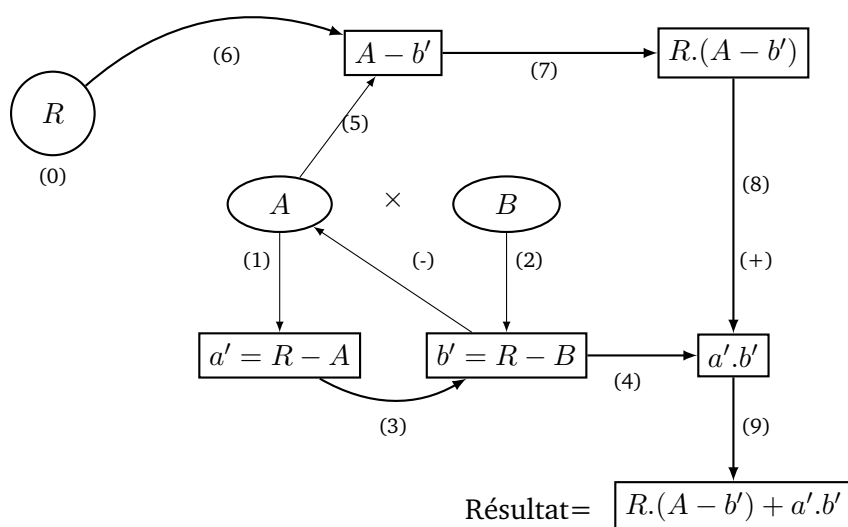 (6)
A − b′
(7)
R.(A − b′)
R
(0)
(5)
(8)
A
×
B
(1)
(-)
(2)
(+)
a′ = R − A
b′ = R − B
(4)
a′.b′
(3)
(9)
Résultat= R.(A − b′) + a′.b′